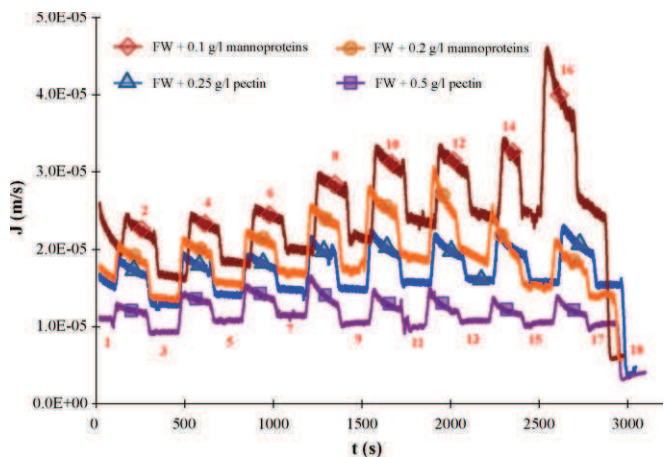 5.0E-05
FW + 0.1 g/l mannoproteins
FW + 0.2 g/l mannoproteins
16
FW + 0.25 g/l pectin
FW + 0.5 g/l pectin
4.0E-05
14
12
10
8
3.0E-05
6
4
2
J (m/s)
2.0E-05
1.0E-05
1
3
5
7
9
11
13
15
17
18
0.0E+00
0
500
1000
1500
2000
2500
3000
t (s)